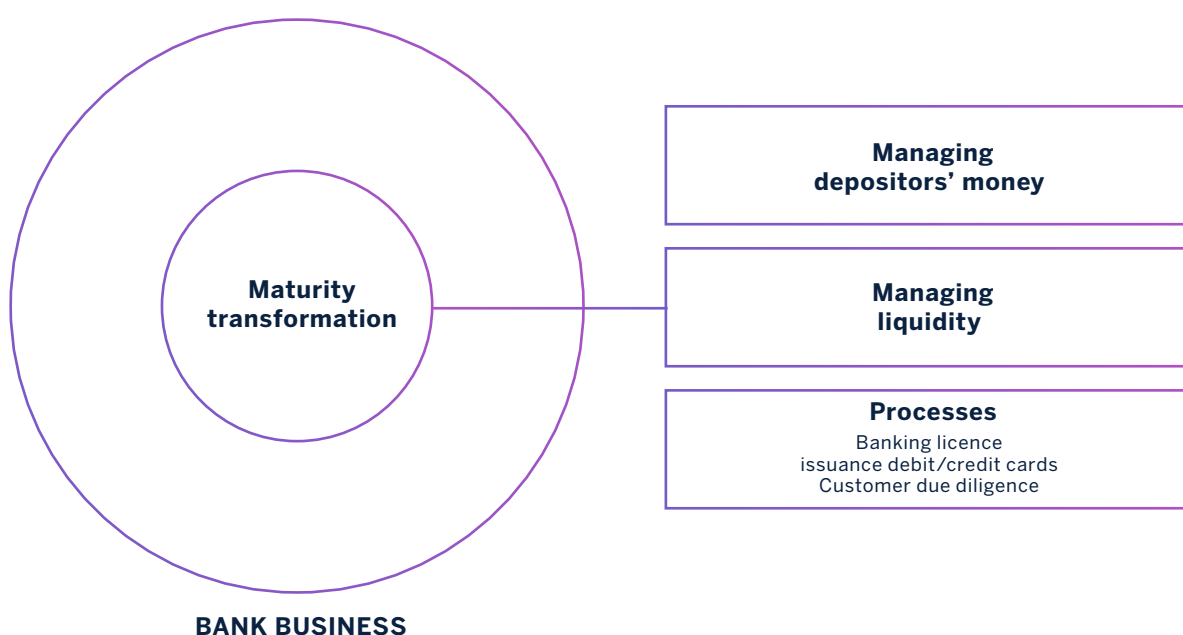 Maturity
transformation
BANK BUSINESS
Managing
depositors’ money
Managing
liquidity
Processes
Banking licence
issuance debit/credit cards
Customer due diligence